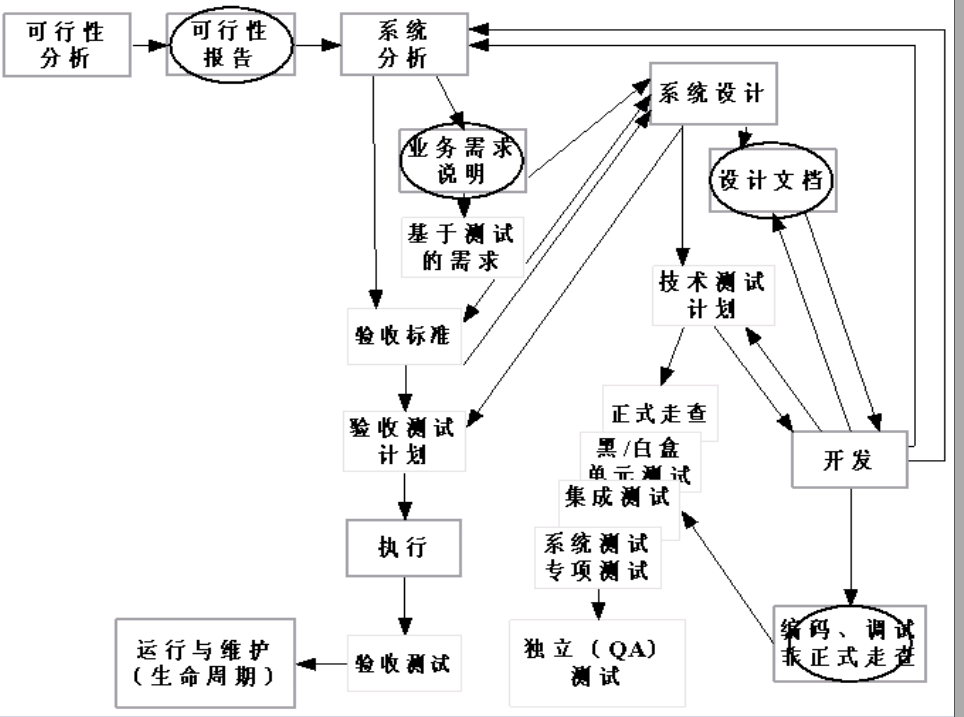 可行性
分析
可行性
报告
系统
分析
系统设计
业务需求
说明
设计文档
基于测试
的需求
技术测试
计划
验收标准
正式走查
验收测试
计划
黑/白盒
单元测试
开发
集成测试
执行
系统测试
专项测试
编码、调试
非正式走查
运行与维护
(生命周期)
验收测试
独立(QA)
测试